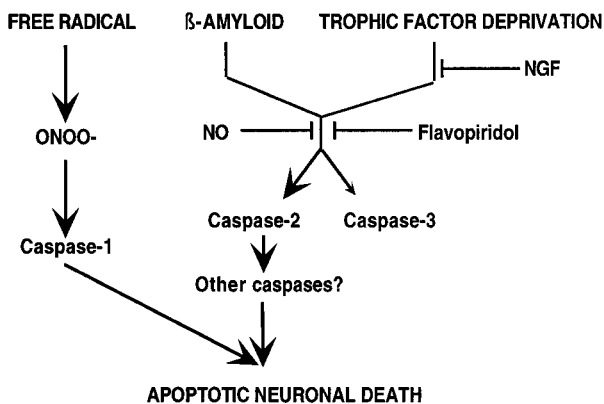 FREE RADICAL
ß-AMYLOID
TROPHIC FACTOR DEPRIVATION
NGF
ONOO-
NO
Flavopiridol
Caspase-1
Caspase-2
Caspase-3
Other caspases?
APOPTOTIC NEURONAL DEATH